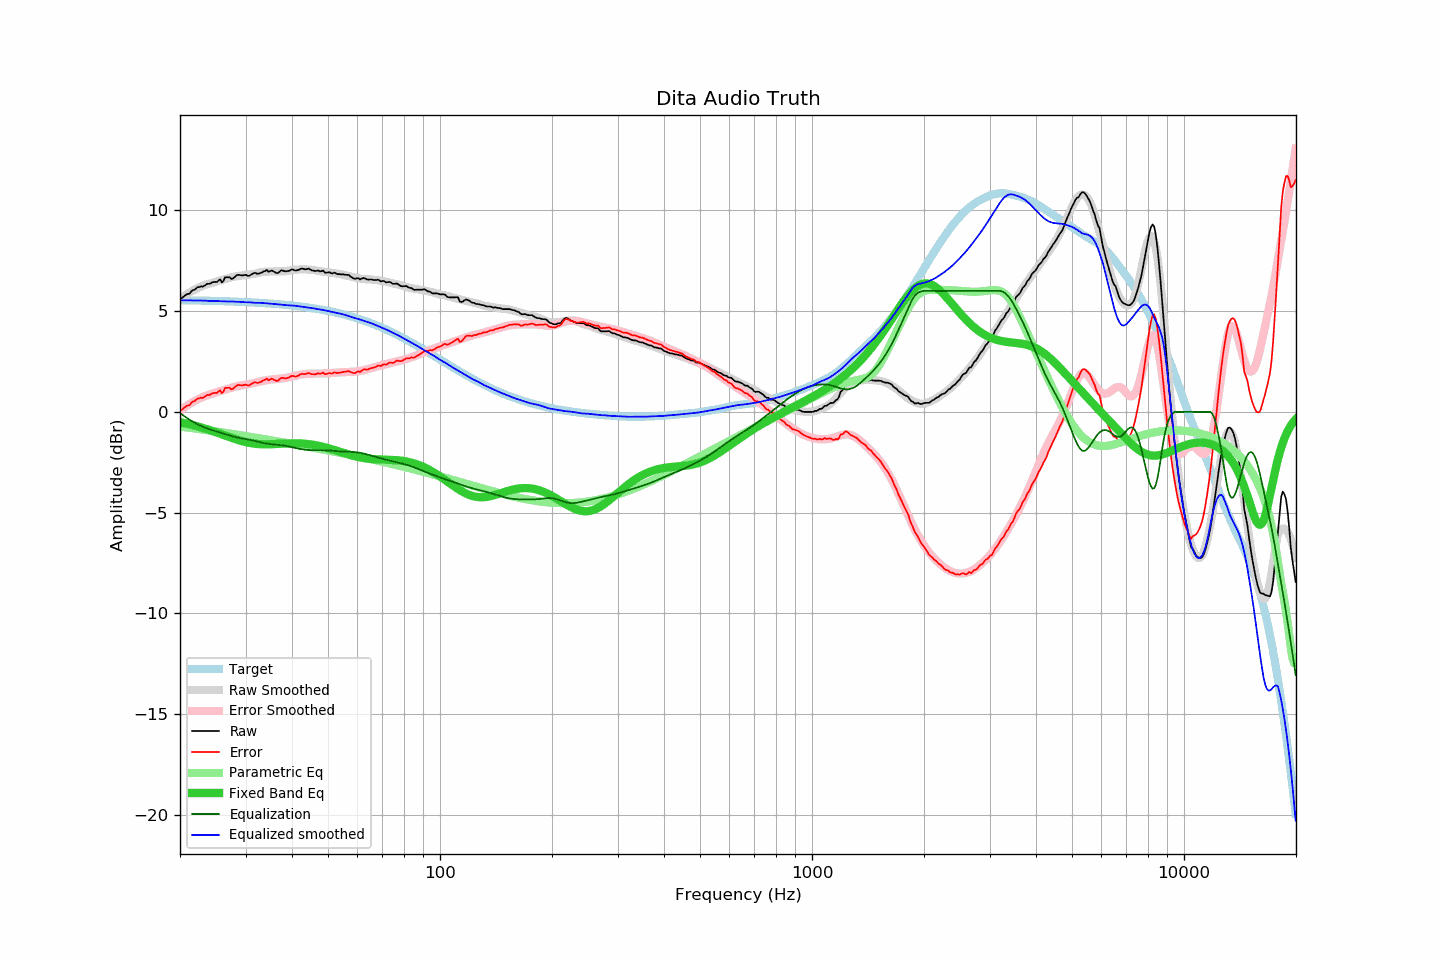 Dita Audio Truth
Amplitude (dBr)
10
5
0
−5
−10
−15
−20
Target
Raw Smoothed
Error Smoothed
Raw
Error
Parametric Eq
Fixed Band Eq
Equalization
Equalized smoothed
100
1000
10000
Frequency (Hz)